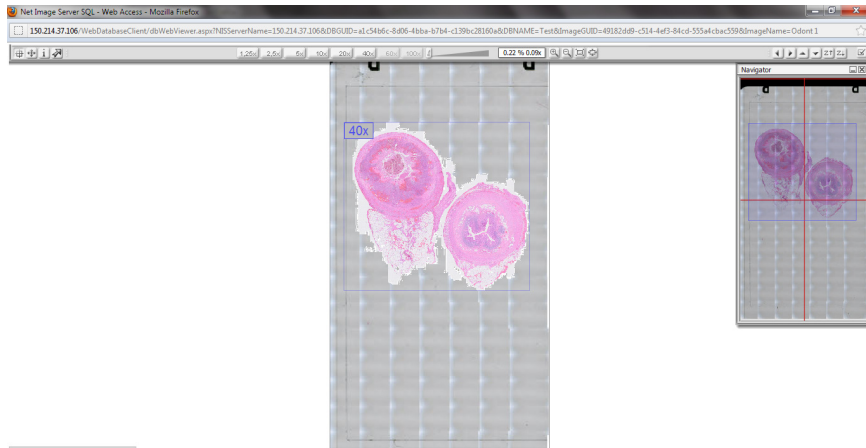 Net Image Server SQL - Web Access - Mozilla Firefox
150.214.37.106/WebDatabaseClient/dbWebViewer.aspx?NISServerName=150.214.37.106&DBGUID=a1c54b6c-8d06-4bba-b7b4-c139bc28160a&DBNAME=Test&ImageGUID=49182dd9-c514-4ef3-84cd-555a4cbac559&ImageName=Odont 1
1,25x 2,5x 5x 10x 20x 40x 60x 100x 0.22 % 0.09x
Navigator
40x